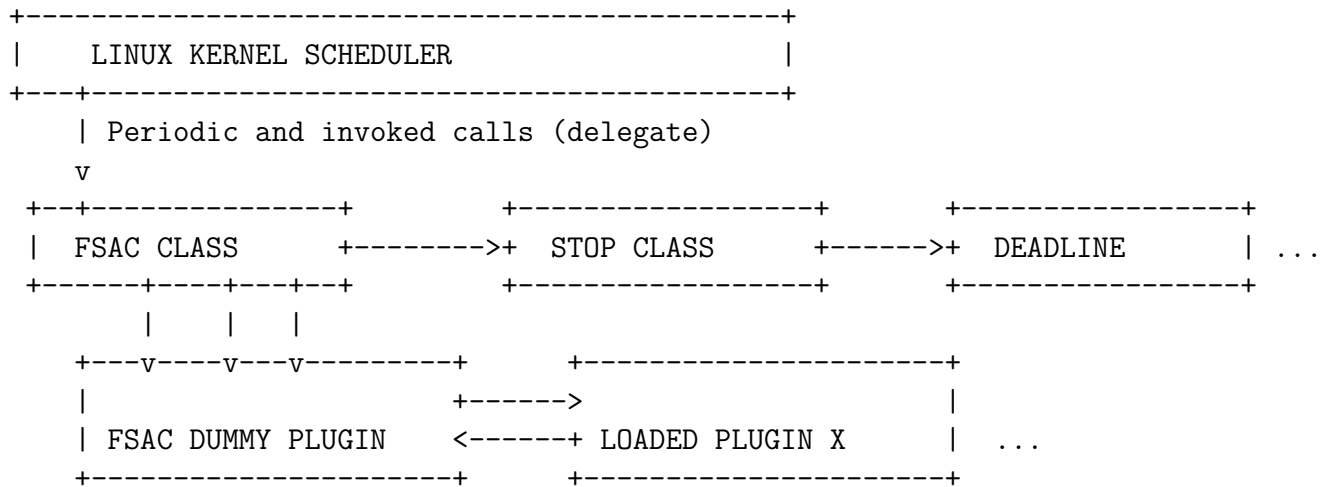 LINUX KERNEL SCHEDULER
Periodic and invoked calls (delegate)
FSAC CLASS STOP CLASS DEADLINE ...
FSAC DUMMY PLUGIN LOADED PLUGIN X ...